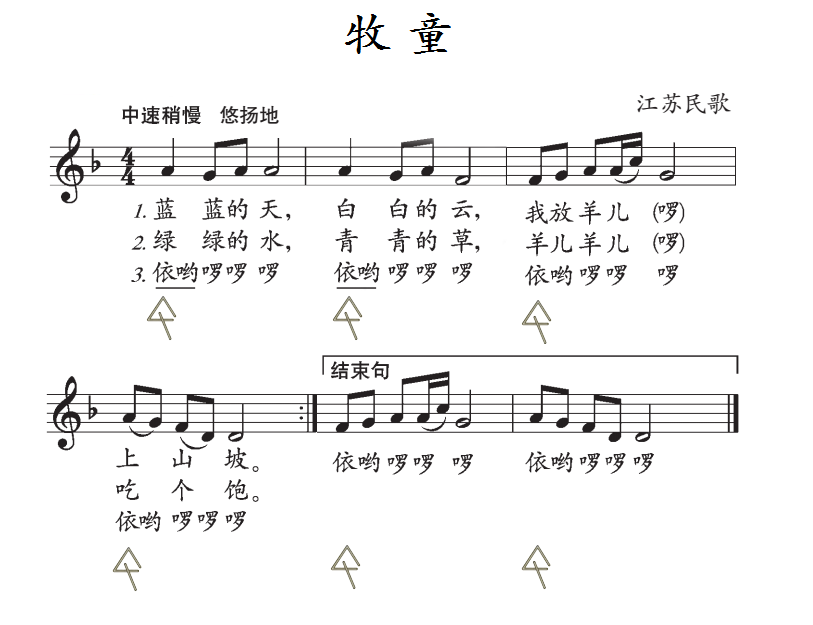 牧 童
江苏民歌
中速稍慢 悠扬地
4
4
1. 蓝 蓝的 天, 白 白的 云, 我放 羊儿 (啰)
2. 绿 绿的 水, 青 青的 草, 羊儿 羊儿 (啰)
3. 依哟 啰啰 啰 依哟 啰啰 啰 依哟 啰啰 啰
结束句
上 山 坡。 依哟 啰啰 啰 依哟 啰啰 啰
吃 个 饱。
依哟 啰啰 啰